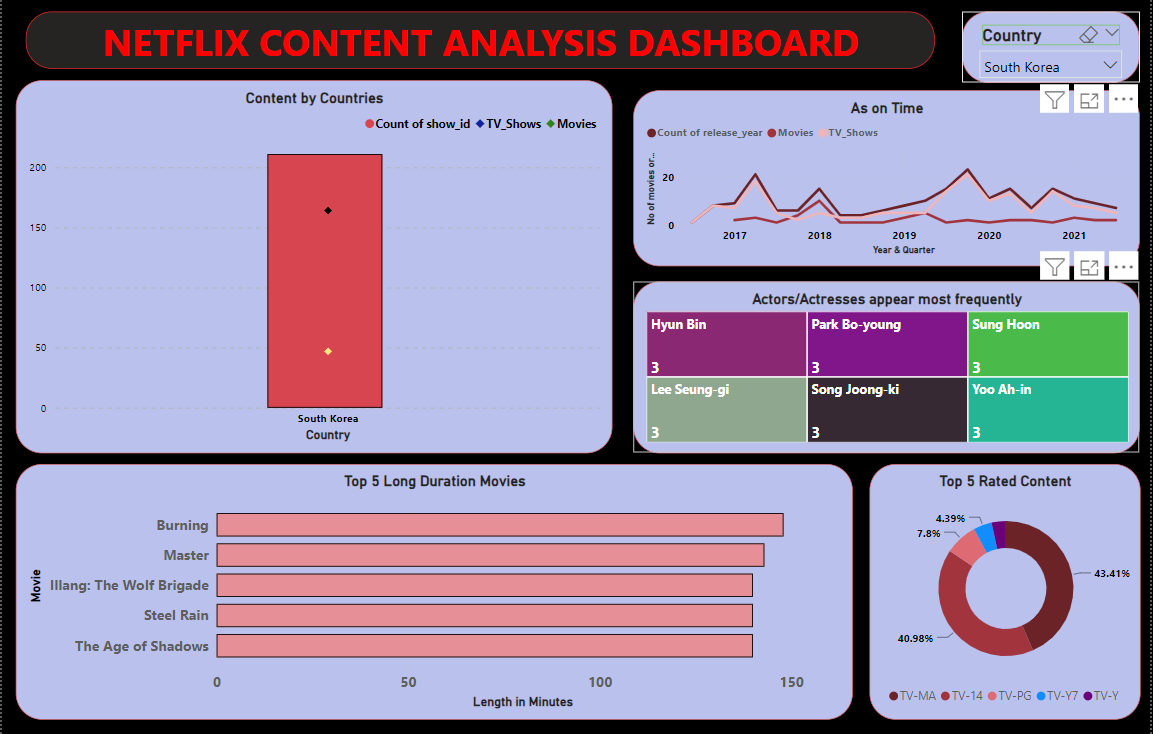 NETFLIX CONTENT ANALYSIS DASHBOARD
Country
South Korea
Content by Countries
Count of show_id TV_Shows Movies
200
150
100
50
0
South Korea
Country
As on Time
Count of release_year Movies TV_Shows
No of movies or...
20
0
2017 2018 2019 2020 2021
Year & Quarter
Actors/Actresses appear most frequently
Hyun Bin
3
Park Bo-young
3
Sung Hoon
3
Lee Seung-gi
3
Song Joong-ki
3
Yoo Ah-in
3
Top 5 Long Duration Movies
Movie
Burning
Master
Illang: The Wolf Brigade
Steel Rain
The Age of Shadows
0 50 100 150
Length in Minutes
Top 5 Rated Content
4.39%
7.8%
43.41%
40.98%
TV-MA TV-14 TV-PG TV-Y7 TV-Y